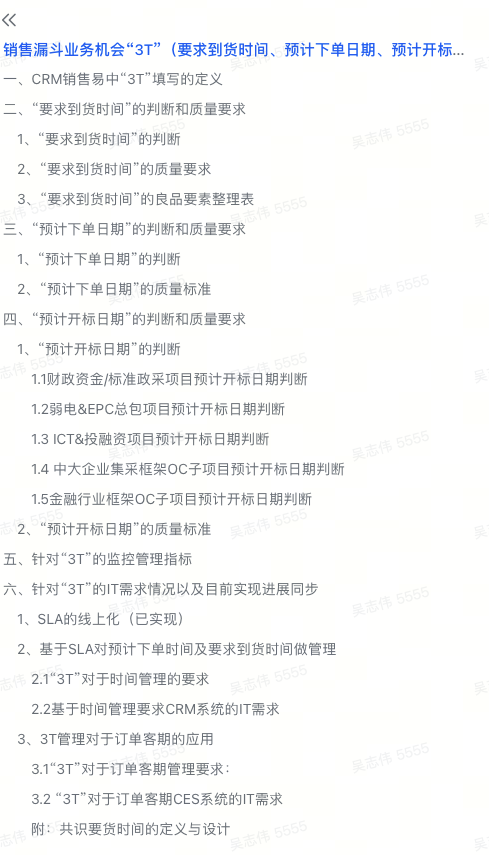 销售漏斗业务机会“3T”（要求到货时间、预计下单日期、预计开标...
一、CRM销售易中“3T”填写的定义
二、“要求到货时间”的判断和质量要求
1、“要求到货时间”的判断
2、“要求到货时间”的质量要求
3、“要求到货时间”的良品要素整理表
三、“预计下单日期”的判断和质量要求
1、“预计下单日期”的判断
2、“预计下单日期”的质量标准
四、“预计开标日期”的判断和质量要求
1、“预计开标日期”的判断
1.1财政资金/标准政采项目预计开标日期判断
1.2弱电&EPC总包项目预计开标日期判断
1.3 ICT&投融资项目预计开标日期判断
1.4 中大企业集采框架OC子项目预计开标日期判断
1.5金融行业框架OC子项目预计开标日期判断
2、“预计开标日期”的质量标准
五、针对“3T”的监控管理指标
六、针对“3T”的IT需求情况以及目前实现进展同步
1、SLA的线上化（已实现）
2、基于SLA对预计下单时间及要求到货时间做管理
2.1“3T”对于时间管理的要求
2.2基于时间管理要求CRM系统的IT需求
3、3T管理对于订单客期的应用
3.1“3T”对于订单客期管理要求：
3.2 “3T”对于订单客期CES系统的IT需求
附：共识要货时间的定义与设计
吴志伟 5555